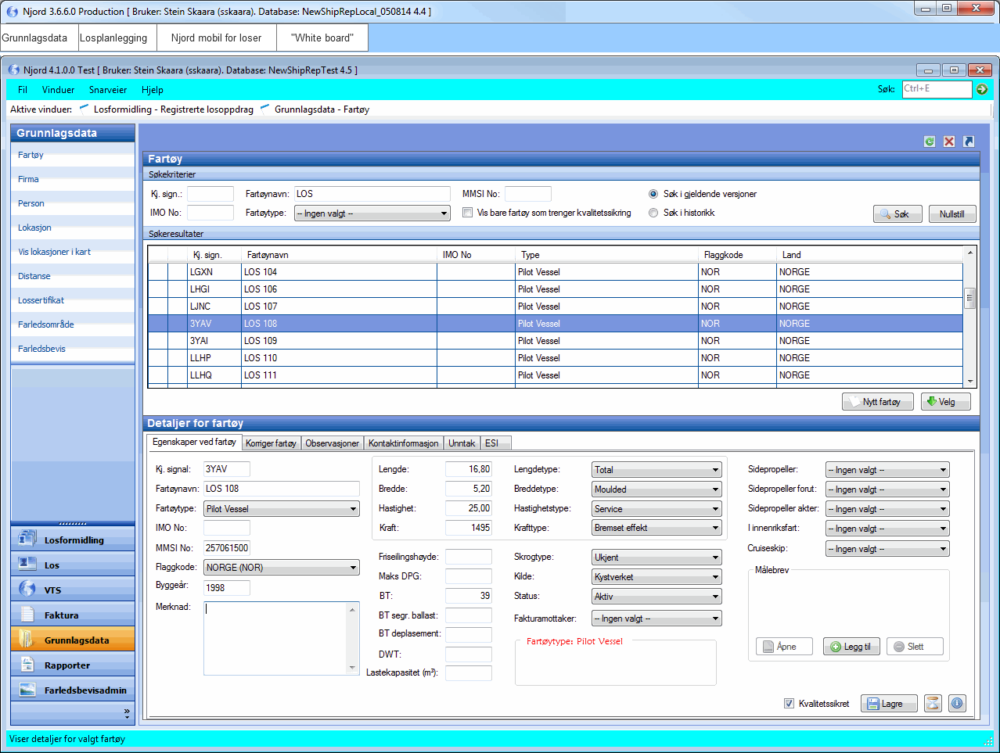 Njord 3.6.6.0 Production [ Bruker: Stein Skaara (sskaara). Database: NewShipRepLocal_050814 4.4 ]
Grunnlagsdata Losplanlegging Njord mobil for loser "White board"
Njord 4.1.0.0 Test [ Bruker: Stein Skaara (sskaara). Database: NewShipRepTest 4.5 ]
Fil Vinduer Snarveier Hjelp Søk: Ctrl+E
Aktive vinduer: Losformidling - Registrerte losoppdrag Grunnlagsdata - Fartøy
Grunnlagsdata
Fartøy
Firma
Person
Lokasjon
Vis lokasjoner i kart
Distanse
Lossertifikat
Farledsområde
Farledsbevis
Losformidling
Los
VTS
Faktura
Grunnlagsdata
Rapporter
Farledsbevisadmin
Fartøy
Søkekriterier
Kj. sign.: Fartøynavn: LOS MMSI No: Søk i gjeldende versjoner
IMO No: Fartøytype: -- Ingen valgt -- Vis bare fartøy som trenger kvalitetssikring Søk i historikk Søk Nullstill
Søkeresultater
Kj. sign. Fartøynavn IMO No Type Flaggkode Land
LGXN LOS 104 Pilot Vessel NOR NORGE
LHGI LOS 106 Pilot Vessel NOR NORGE
LJNC LOS 107 Pilot Vessel NOR NORGE
3YAV LOS 108 Pilot Vessel NOR NORGE
3YAI LOS 109 Pilot Vessel NOR NORGE
LLHP LOS 110 Pilot Vessel NOR NORGE
LLHQ LOS 111 Pilot Vessel NOR NORGE
Nytt fartøy Velg
Detaljer for fartøy
Egenskaper ved fartøy Korriger fartøy Observasjoner Kontaktinformasjon Unntak ESI
Kj. signal: 3YAV
Fartøynavn: LOS 108
Fartøytype: Pilot Vessel
IMO No:
MMSI No: 257061500
Flaggkode: NORGE (NOR)
Byggeår: 1998
Merknad:
Lengde: 16,80 Lengdetype: Total
Bredde: 5,20 Breddetype: Moulded
Hastighet: 25,00 Hastighetstype: Service
Kraft: 1495 Krafttype: Bremset effekt
Friseilingshøyde: Skrogtype: Ukjent
Maks DPG: Kilde: Kystverket
BT: 39 Status: Aktiv
BT segr. ballast: Fakturamottaker: -- Ingen valgt --
BT deplasement: Fartøytype: Pilot Vessel
DWT:
Lastekapasitet (m³):
Sidepropeller: -- Ingen valgt --
Sidepropeller forut: -- Ingen valgt --
Sidepropeller akter: -- Ingen valgt --
I innenriksfart: -- Ingen valgt --
Cruiseskip: -- Ingen valgt --
Målebrev
Åpne Legg til Slett
Kvalitetssikret Lagre
Viser detaljer for valgt fartøy